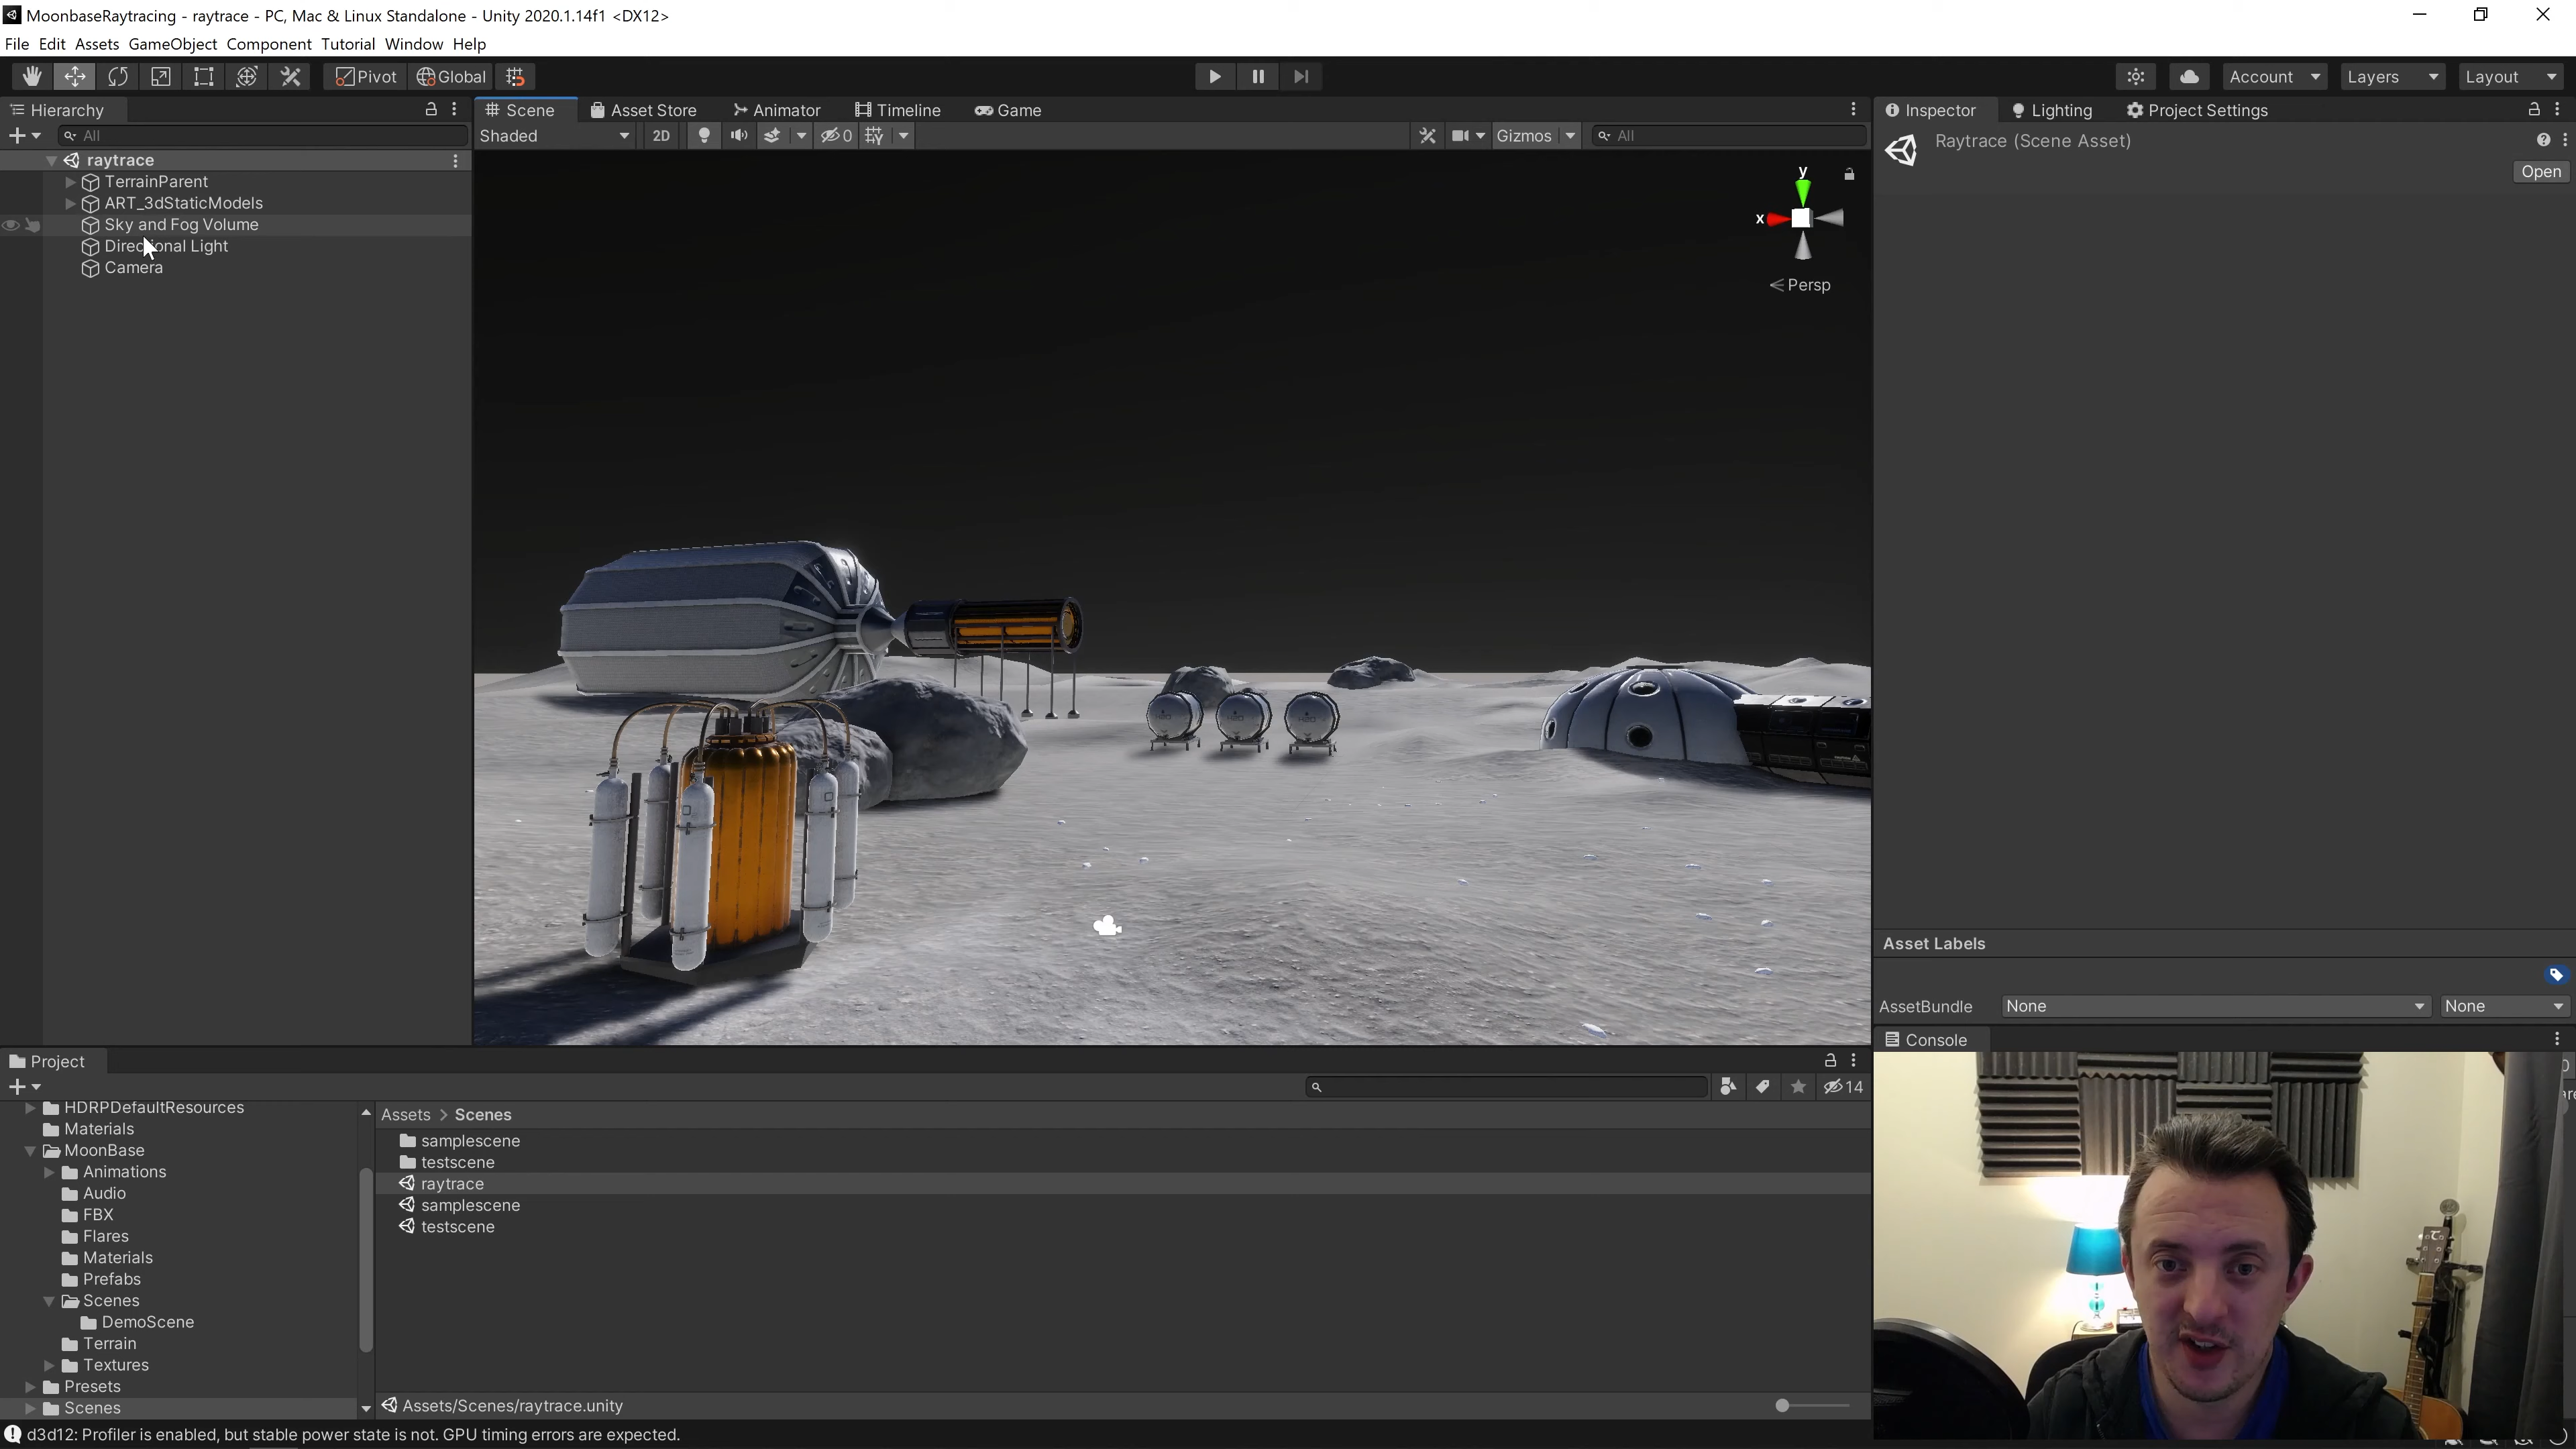 MoonbaseRaytracing - raytrace - PC, Mac & Linux Standalone - Unity 2020.1.14f1 <DX12>
File Edit Assets GameObject Component Tutorial Window Help
Pivot Global Account Layers Layout
Hierarchy
All
raytrace
TerrainParent
ART_3dStaticModels
Sky and Fog Volume
Directional Light
Camera
Scene Asset Store Animator Timeline Game
Shaded 2D 0 Gizmos All
y
x
Persp
H2O H2O
Inspector Lighting Project Settings
Raytrace (Scene Asset)
Open
Asset Labels
AssetBundle None None
Console
Project
14
HDRPDefaultResources
Materials
MoonBase
Animations
Audio
FBX
Flares
Materials
Prefabs
Scenes
DemoScene
Terrain
Textures
Presets
Scenes
Assets > Scenes
samplescene
testscene
raytrace
samplescene
testscene
Assets/Scenes/raytrace.unity
d3d12: Profiler is enabled, but stable power state is not. GPU timing errors are expected.